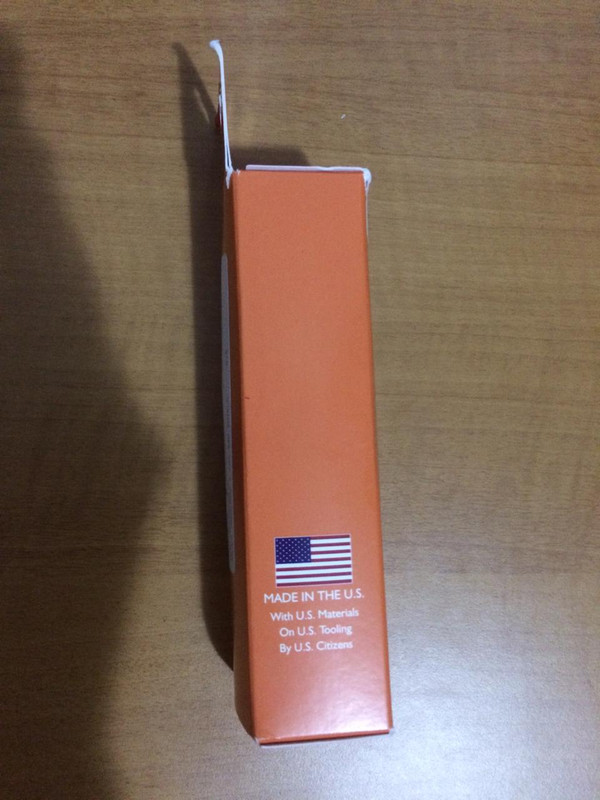 MADE IN THE U.S.
With U.S. Materials
On U.S. Tooling
By U.S. Citizens